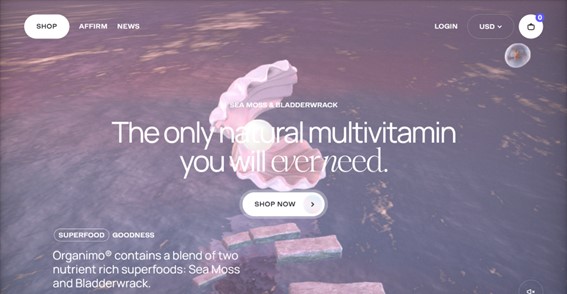 SHOP AFFIRM NEWS LOGIN USD 0
SEA MOSS & BLADDERWRACK
The only natural multivitamin
you will ever need.
SHOP NOW
SUPERFOOD GOODNESS
Organimo® contains a blend of two
nutrient rich superfoods: Sea Moss
and Bladderwrack.